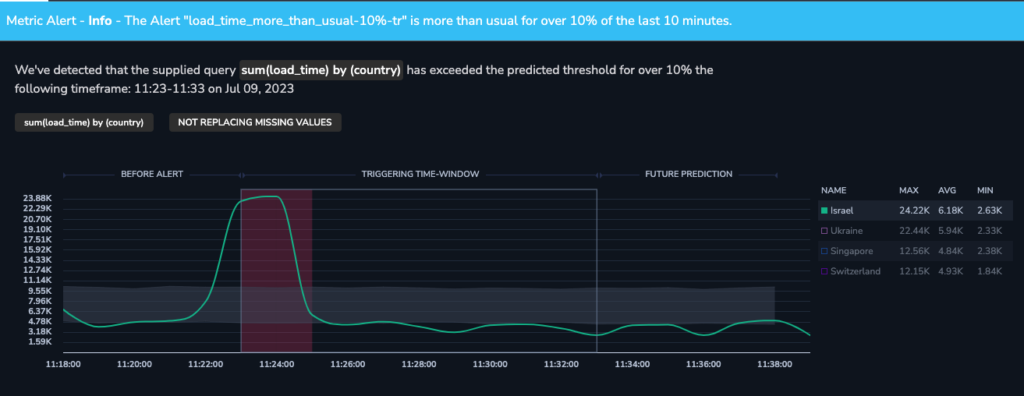 Metric Alert - Info - The Alert "load_time_more_than_usual-10%-tr" is more than usual for over 10% of the last 10 minutes.
We've detected that the supplied query sum(load_time) by (country) has exceeded the predicted threshold for over 10% the
following timeframe: 11:23-11:33 on Jul 09, 2023
sum(load_time) by (country) NOT REPLACING MISSING VALUES
BEFORE ALERT TRIGGERING TIME-WINDOW FUTURE PREDICTION
23.88K
22.29K
20.70K
19.10K
17.51K
15.92K
14.33K
12.74K
11.14K
9.55K
7.96K
6.37K
4.78K
3.18K
1.59K
11:18:00 11:20:00 11:22:00 11:24:00 11:26:00 11:28:00 11:30:00 11:32:00 11:34:00 11:36:00 11:38:00
NAME MAX AVG MIN
Israel 24.22K 6.18K 2.63K
Ukraine 22.44K 5.94K 2.33K
Singapore 12.56K 4.84K 2.38K
Switzerland 12.15K 4.93K 1.84K